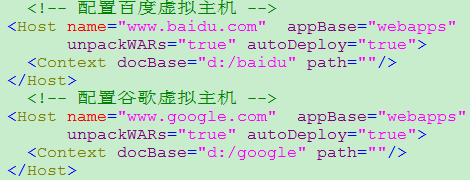 <!-- 配置百度虚拟主机 -->
<Host name="www.baidu.com"  appBase="webapps"
unpackWARs="true" autoDeploy="true">
<Context docBase="d:/baidu" path=""/>
</Host>
<!-- 配置谷歌虚拟主机 -->
<Host name="www.google.com"  appBase="webapps"
unpackWARs="true" autoDeploy="true">
<Context docBase="d:/google" path=""/>
</Host>